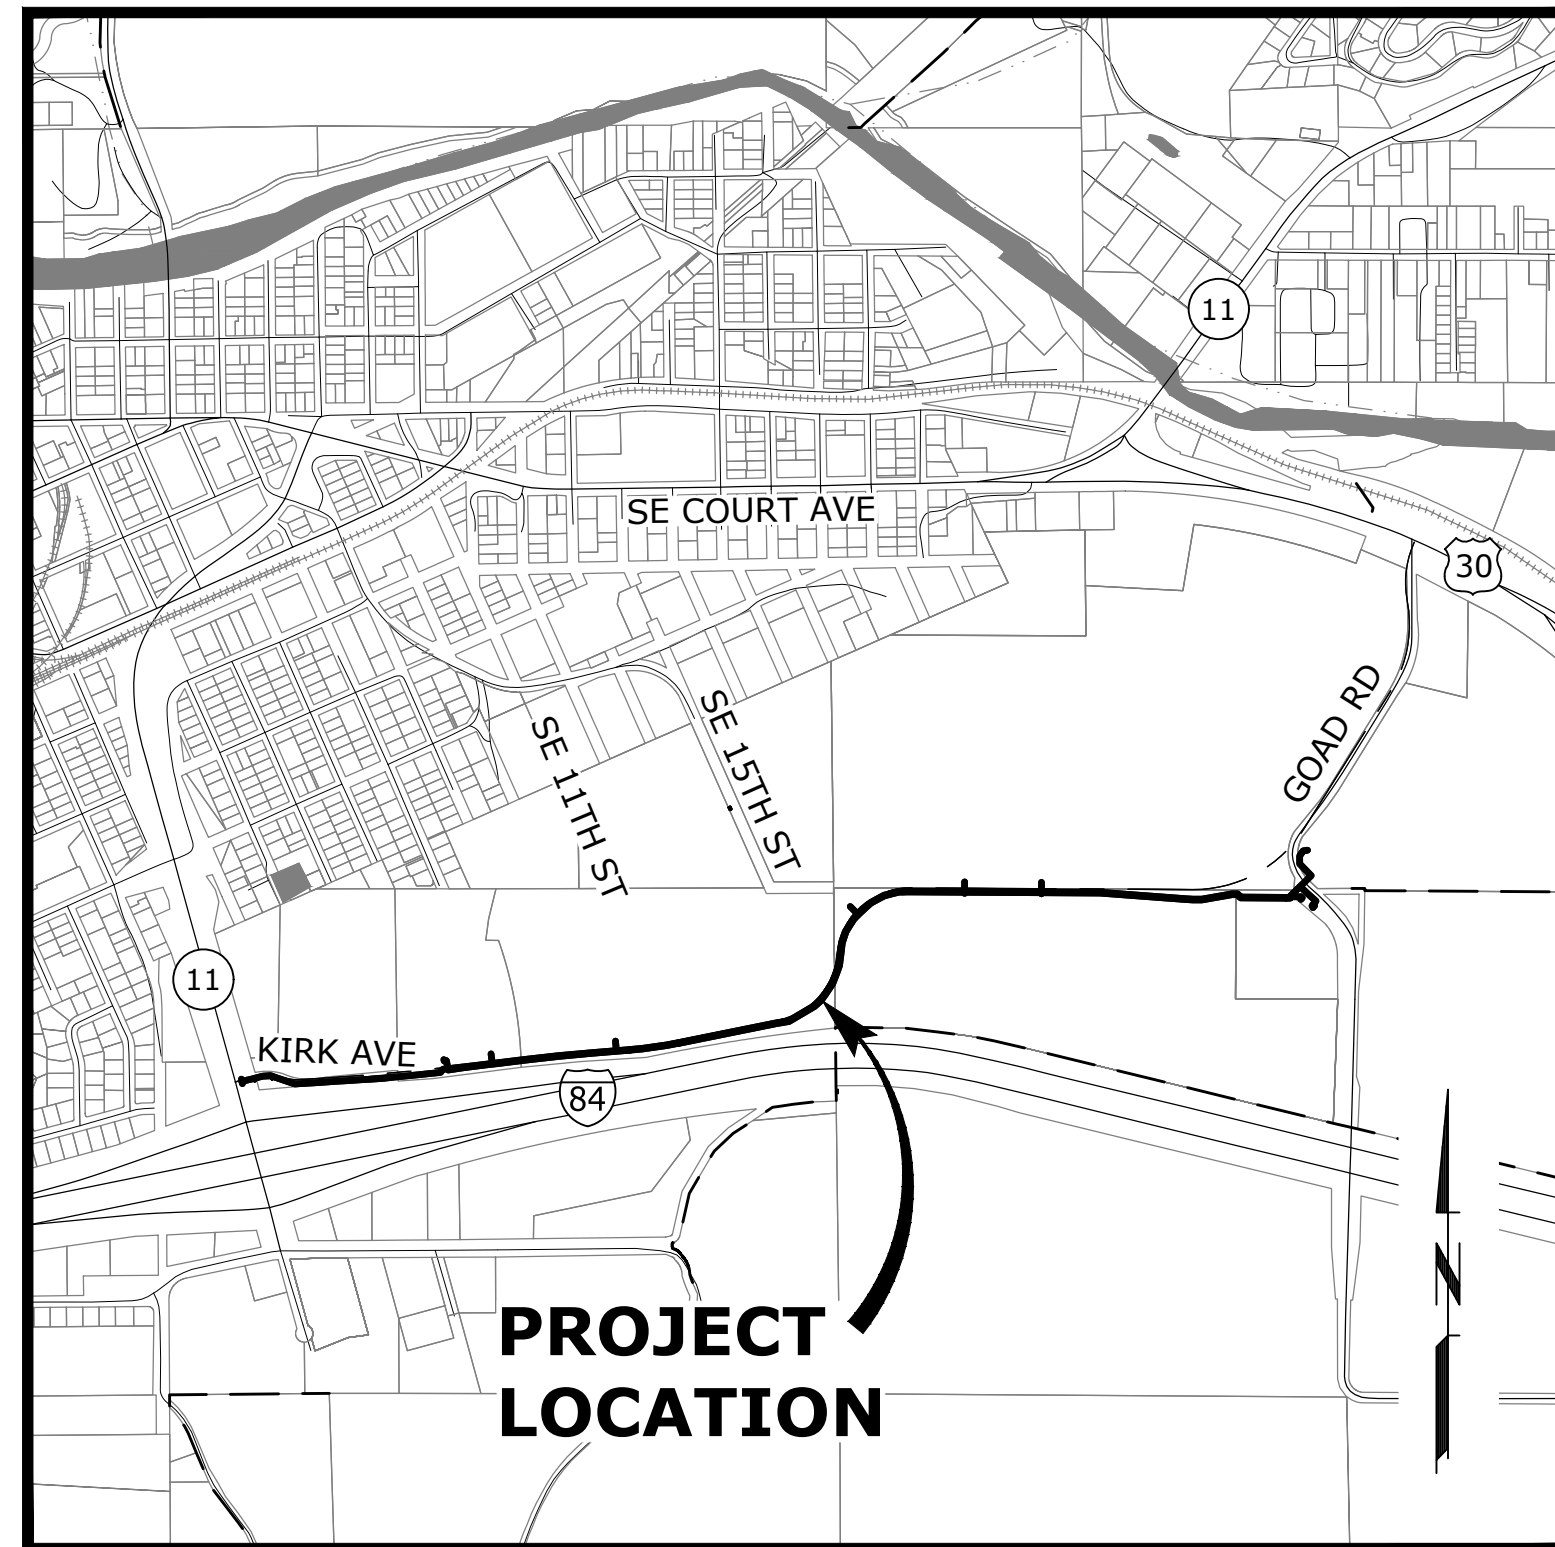 11
SE COURT AVE
30
GOAD RD
SE 15TH ST
SE 11TH ST
11
KIRK AVE
84
N
PROJECT
LOCATION